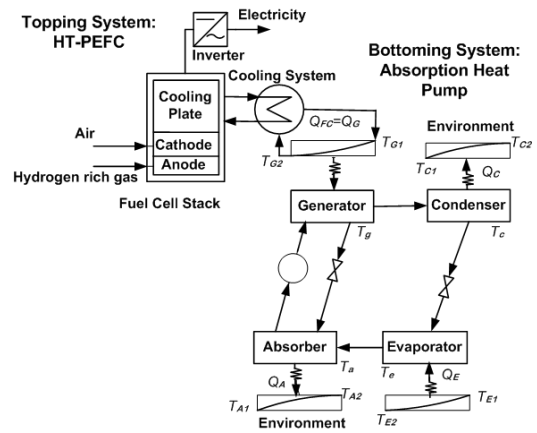 Topping System:
HT-PEFC
Electricity
Inverter
Cooling System
Bottoming System:
Absorption Heat
Pump
Cooling
Plate
Cathode
Anode
Air
Hydrogen rich gas
Fuel Cell Stack
Q_FC=Q_G
T_G1
T_G2
Environment
T_C2
T_C1
Q_C
Generator
T_g
Condenser
T_c
Absorber
T_a
Evaporator
T_e
Q_A
Q_E
T_A1
T_A2
Environment
T_E1
T_E2